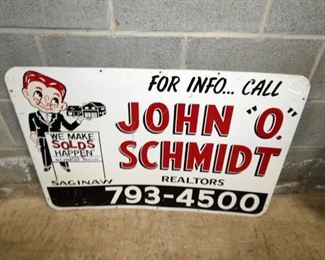 FOR INFO... CALL
JOHN "O."
SCHMIDT
REALTORS
793-4500
WE MAKE
SOLDS
HAPPEN
SAGINAW